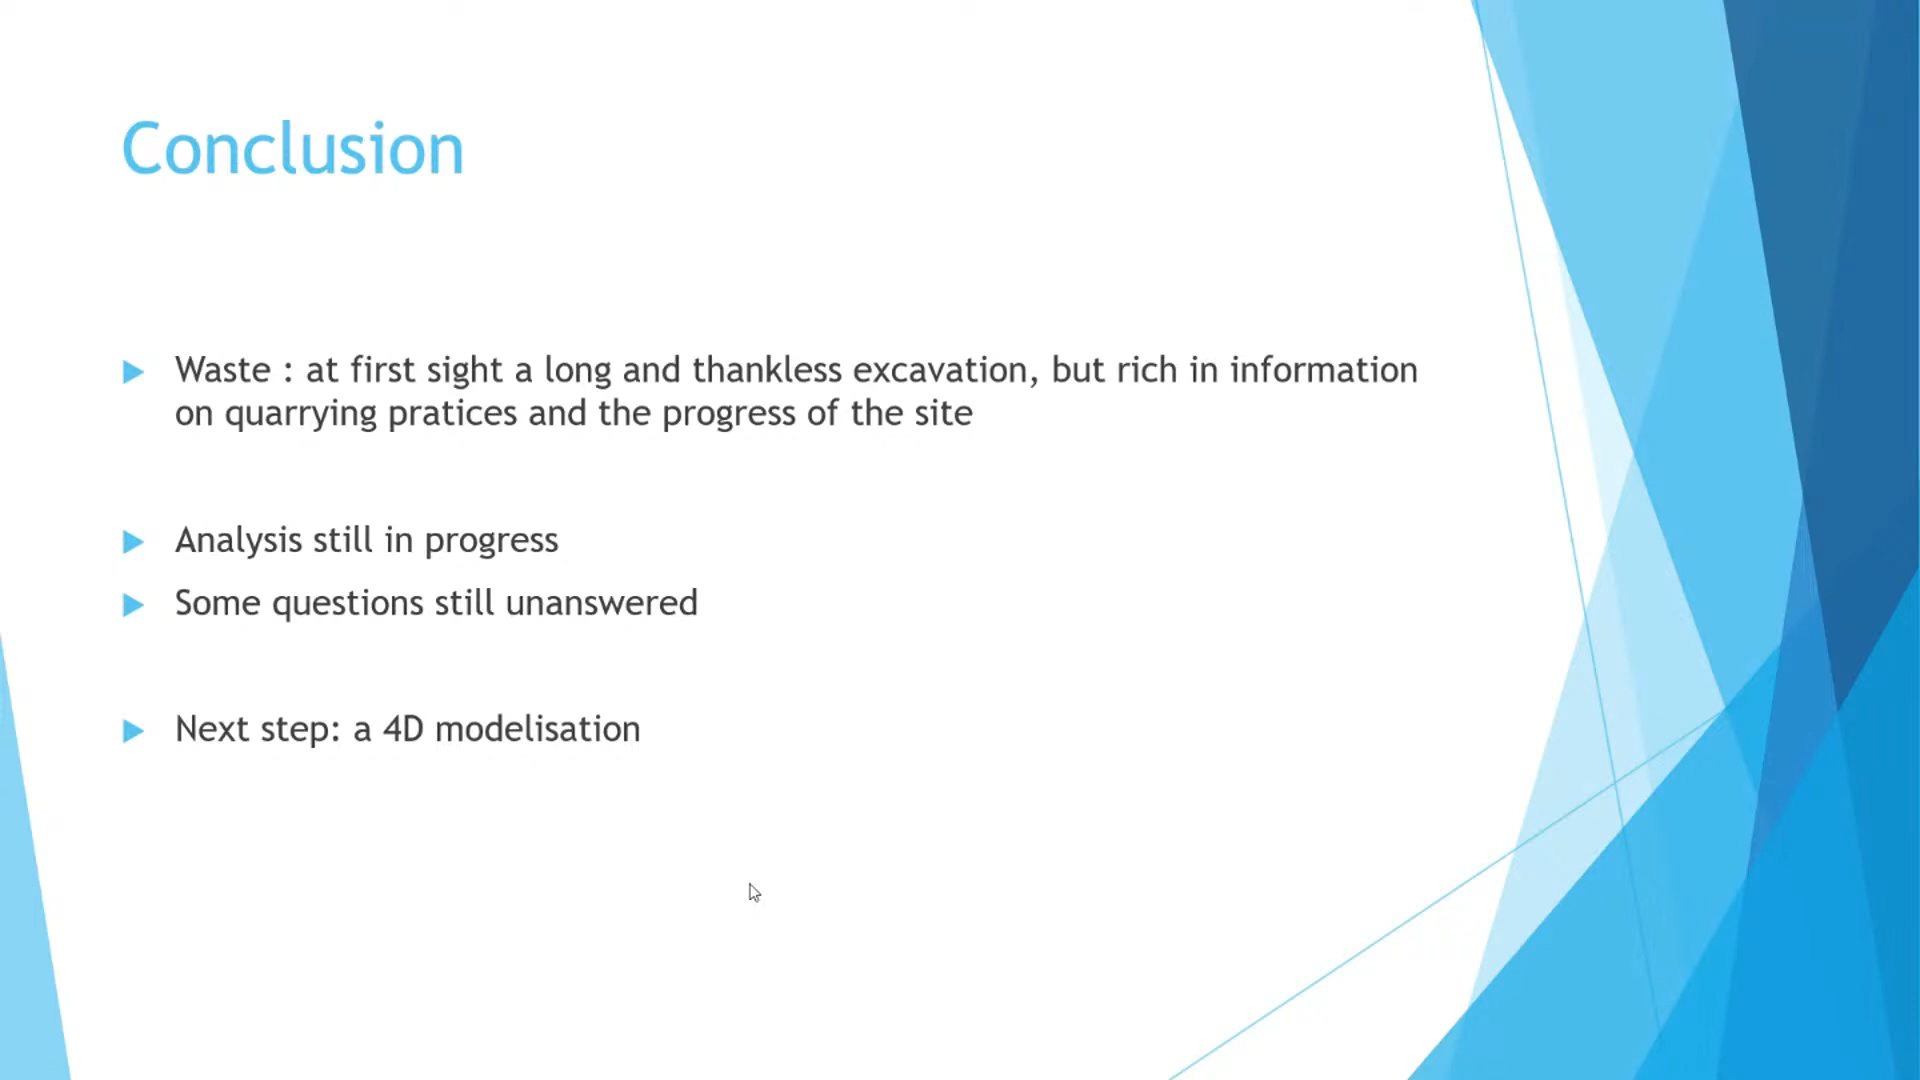 Conclusion
Waste : at first sight a long and thankless excavation, but rich in information
on quarrying pratices and the progress of the site
Analysis still in progress
Some questions still unanswered
Next step: a 4D modelisation